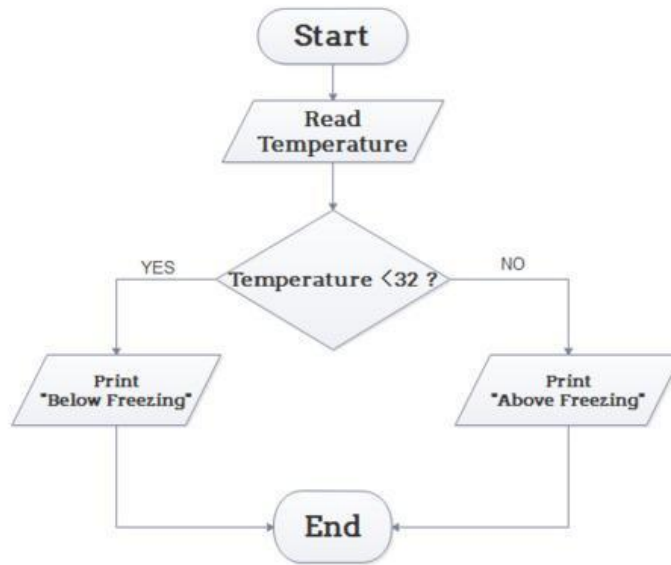 Start
Read
Temperature
Temperature <32 ?
YES
NO
Print
"Below Freezing"
Print
"Above Freezing"
End